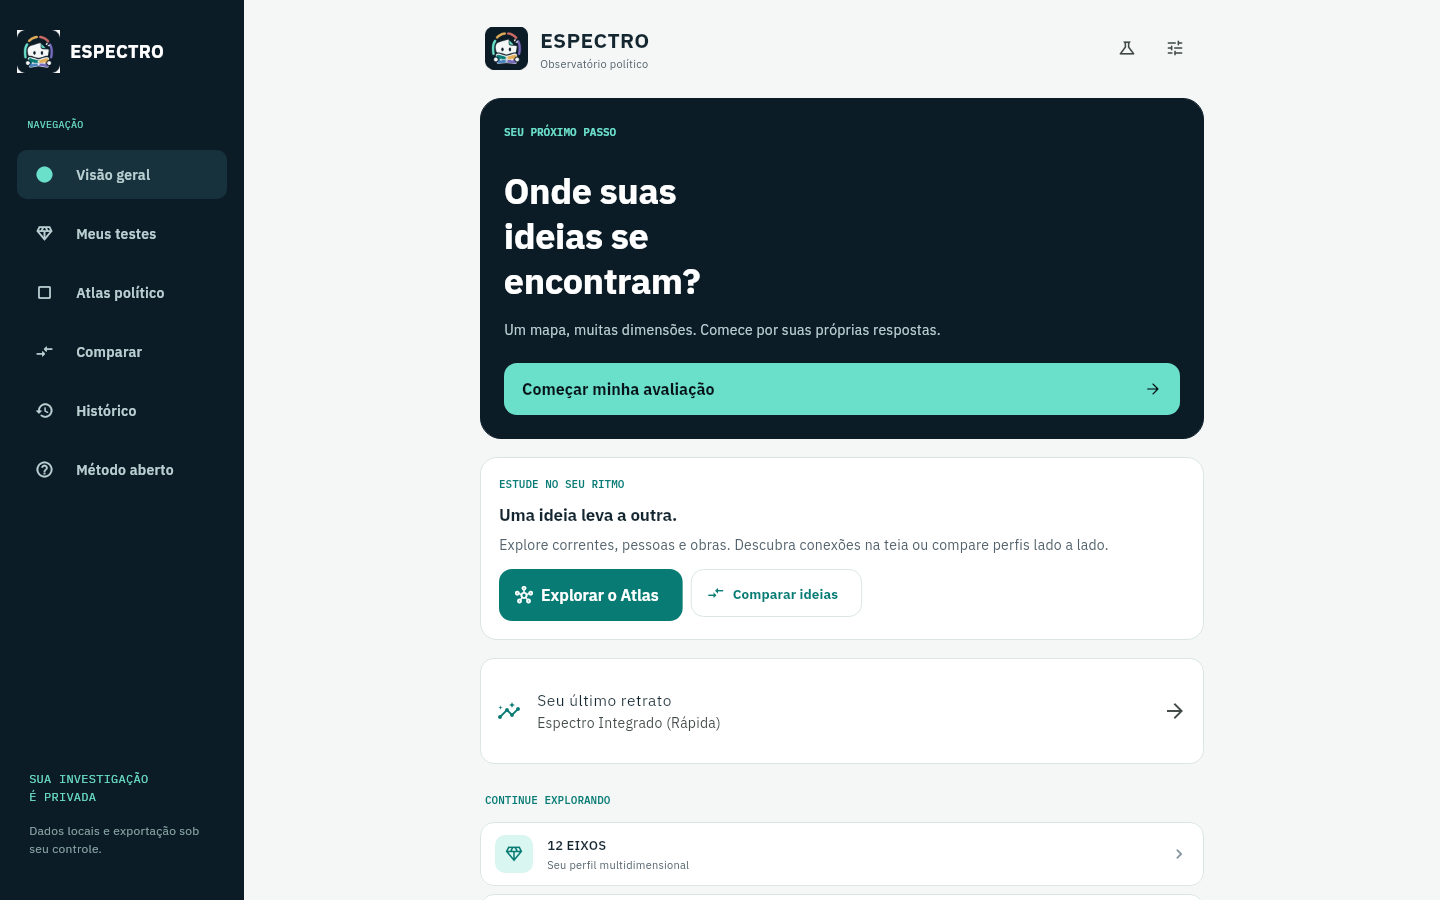 ESPECTRO
NAVEGAÇÃO
Visão geral
Meus testes
Atlas político
Comparar
Histórico
Método aberto
SUA INVESTIGAÇÃO
É PRIVADA
Dados locais e exportação sob
seu controle.
ESPECTRO
Observatório político
SEU PRÓXIMO PASSO
Onde suas
ideias se
encontram?
Um mapa, muitas dimensões. Comece por suas próprias respostas.
Começar minha avaliação
ESTUDE NO SEU RITMO
Uma ideia leva a outra.
Explore correntes, pessoas e obras. Descubra conexões na teia ou compare perfis lado a lado.
Explorar o Atlas
Comparar ideias
Seu último retrato
Espectro Integrado (Rápida)
CONTINUE EXPLORANDO
12 EIXOS
Seu perfil multidimensional